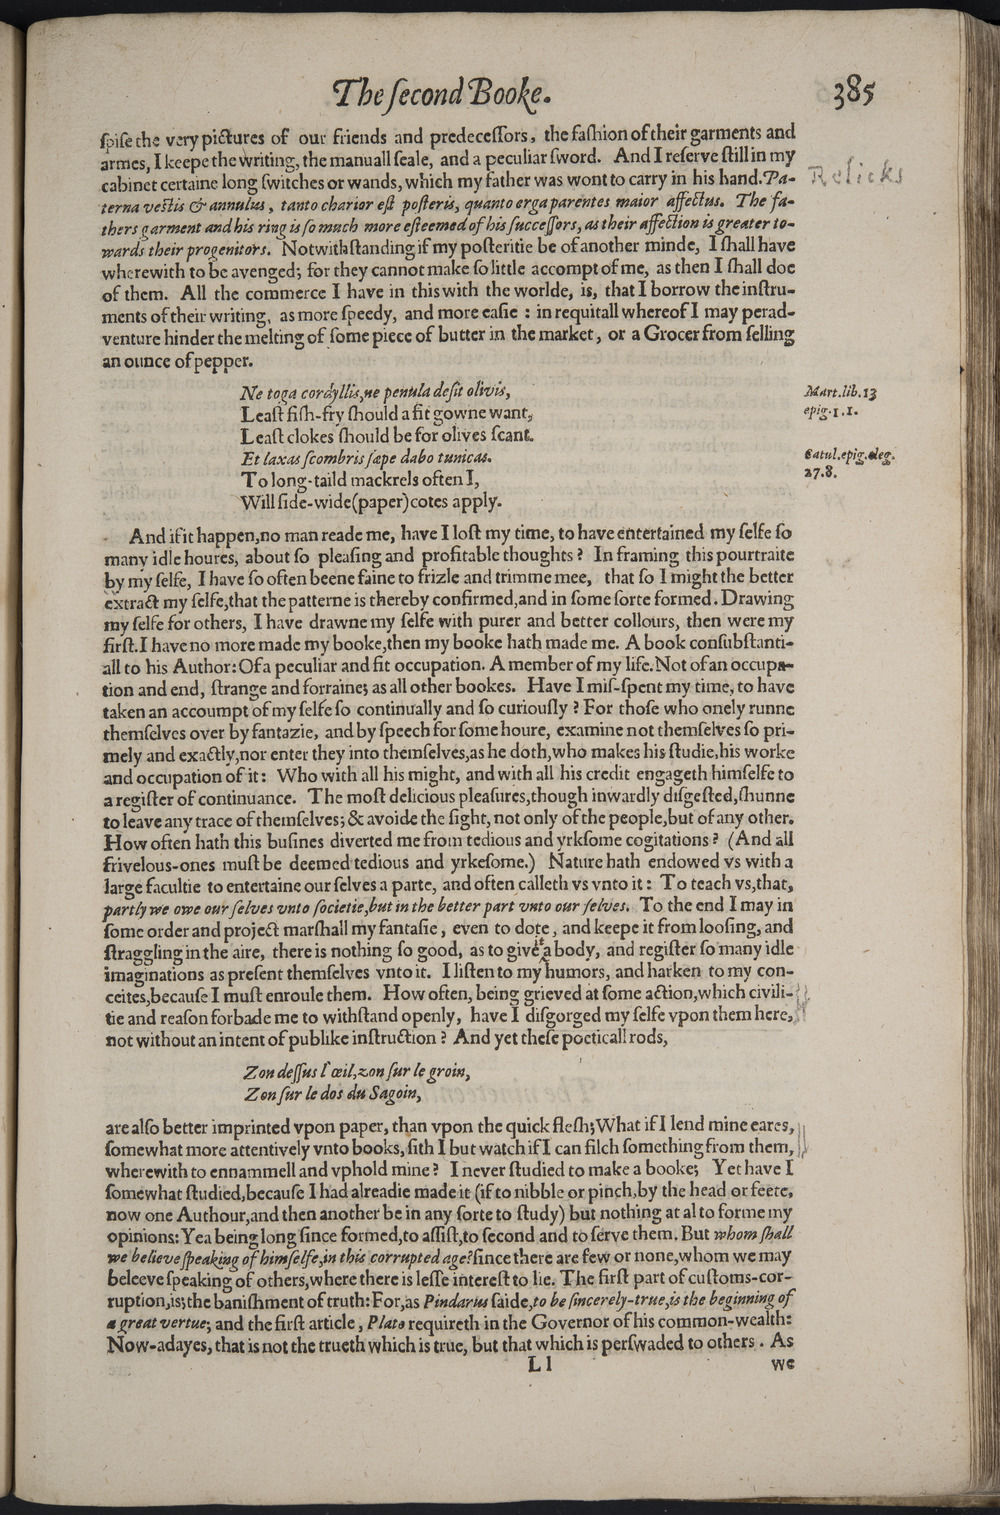 The ſecond Booke. 385
ſpiſe the very pictures of our friends and predeceſſors, the faſhion of their garments and
armes, I keepe the writing, the manuall ſeale, and a peculiar ſword. And I reſerve ſtill in my
cabinet certaine long ſwitches or wands, which my father was wont to carry in his hand. Pa-
Relicks
terna veſtis & annulus, tanto charior eſt poſteris, quanto erga parentes maior affectus. The fa-
thers garment and his ring is ſo much more eſteemed of his ſucceſſors, as their affection is greater to-
wards their progenitors. Notwithſtanding if my poſteritie be of another minde, I ſhall have
wherewith to be avenged; for they cannot make ſo little accompt of me, as then I ſhall doe
of them. All the commerce I have in this with the worlde, is, that I borrow the inſtru-
ments of their writing, as more ſpeedy, and more eaſie : in requitall whereof I may perad-
venture hinder the melting of ſome piece of butter in the market, or a Grocer from ſelling
an ounce of pepper.
Ne toga cordyllis, ne penula deſit olivis,
Mart. lib. 13
Leaſt fiſh-fry ſhould a fit gowne want,
epig. 1. 1.
Leaſt clokes ſhould be for olives ſcant.
Et laxas ſcombris ſæpe dabo tunicas.
Catul. epig. eleg.
To long-taild mackrels often I,
27. 8.
Will ſide-wide (paper) cotes apply.
And if it happen, no man reade me, have I loſt my time, to have entertained my ſelfe ſo
many idle houres, about ſo pleaſing and profitable thoughts? In framing this pourtraite
by my ſelfe, I have ſo often beene faine to frizle and trimme mee, that ſo I might the better
extract my ſelfe, that the patterne is thereby confirmed, and in ſome ſorte formed. Drawing
my ſelfe for others, I have drawne my ſelfe with purer and better collours, then were my
firſt. I have no more made my booke, then my booke hath made me. A book conſubſtanti-
all to his Author: Of a peculiar and fit occupation. A member of my life. Not of an occupa-
tion and end, ſtrange and forraine; as all other bookes. Have I miſ-ſpent my time, to have
taken an accoumpt of my ſelfe ſo continually and ſo curiouſly? For thoſe who onely runne
themſelves over by fantazie, and by ſpeech for ſome houre, examine not themſelves ſo pri-
mely and exactly, nor enter they into themſelves, as he doth, who makes his ſtudie, his worke
and occupation of it: Who with all his might, and with all his credit engageth himſelfe to
a regiſter of continuance. The moſt delicious pleaſures, though inwardly diſgeſted, ſhunne
to leave any trace of themſelves; & avoide the ſight, not only of the people, but of any other.
How often hath this buſines diverted me from tedious and yrkſome cogitations? (And all
frivelous-ones muſt be deemed tedious and yrkeſome.) Nature hath endowed vs with a
large facultie to entertaine our ſelves a parte, and often calleth vs vnto it: To teach vs, that,
partly we owe our ſelves vnto ſocietie, but in the better part vnto our ſelves. To the end I may in
ſome order and project marſhall my fantaſie, even to dote, and keepe it from looſing, and
ſtraggling in the aire, there is nothing ſo good, as to give it a body, and regiſter ſo many idle
imaginations as preſent themſelves vnto it. I liſten to my humors, and harken to my con-
ceites, becauſe I muſt enroule them. How often, being grieved at ſome action, which civili-
tie and reaſon forbade me to withſtand openly, have I diſgorged my ſelfe vpon them here,
not without an intent of publike inſtruction? And yet theſe poeticall rods,
Zon deſſus l'œil, zon ſur le groin,
Zon ſur le dos du Sagoin,
are alſo better imprinted vpon paper, than vpon the quick fleſh; What if I lend mine eares,
ſomewhat more attentively vnto books, ſith I but watch if I can filch ſomething from them,
wherewith to ennammell and vphold mine? I never ſtudied to make a booke; Yet have I
ſomewhat ſtudied, becauſe I had alreadie made it (if to nibble or pinch, by the head or feete,
now one Authour, and then another be in any ſorte to ſtudy) but nothing at al to forme my
opinions: Yea being long ſince formed, to aſſiſt, to ſecond and to ſerve them. But whom ſhall
we believe ſpeaking of himſelfe, in this corrupted age? ſince there are few or none, whom we may
beleeve ſpeaking of others, where there is leſſe intereſt to lie. The firſt part of cuſtoms-cor-
ruption, is; the baniſhment of truth: For, as Pindarus ſaide, to be ſincerely-true, is the beginning of
a great vertue; and the firſt article, Plato requireth in the Governor of his common-wealth:
Now-adayes, that is not the trueth which is true, but that which is perſwaded to others. As
Ll we